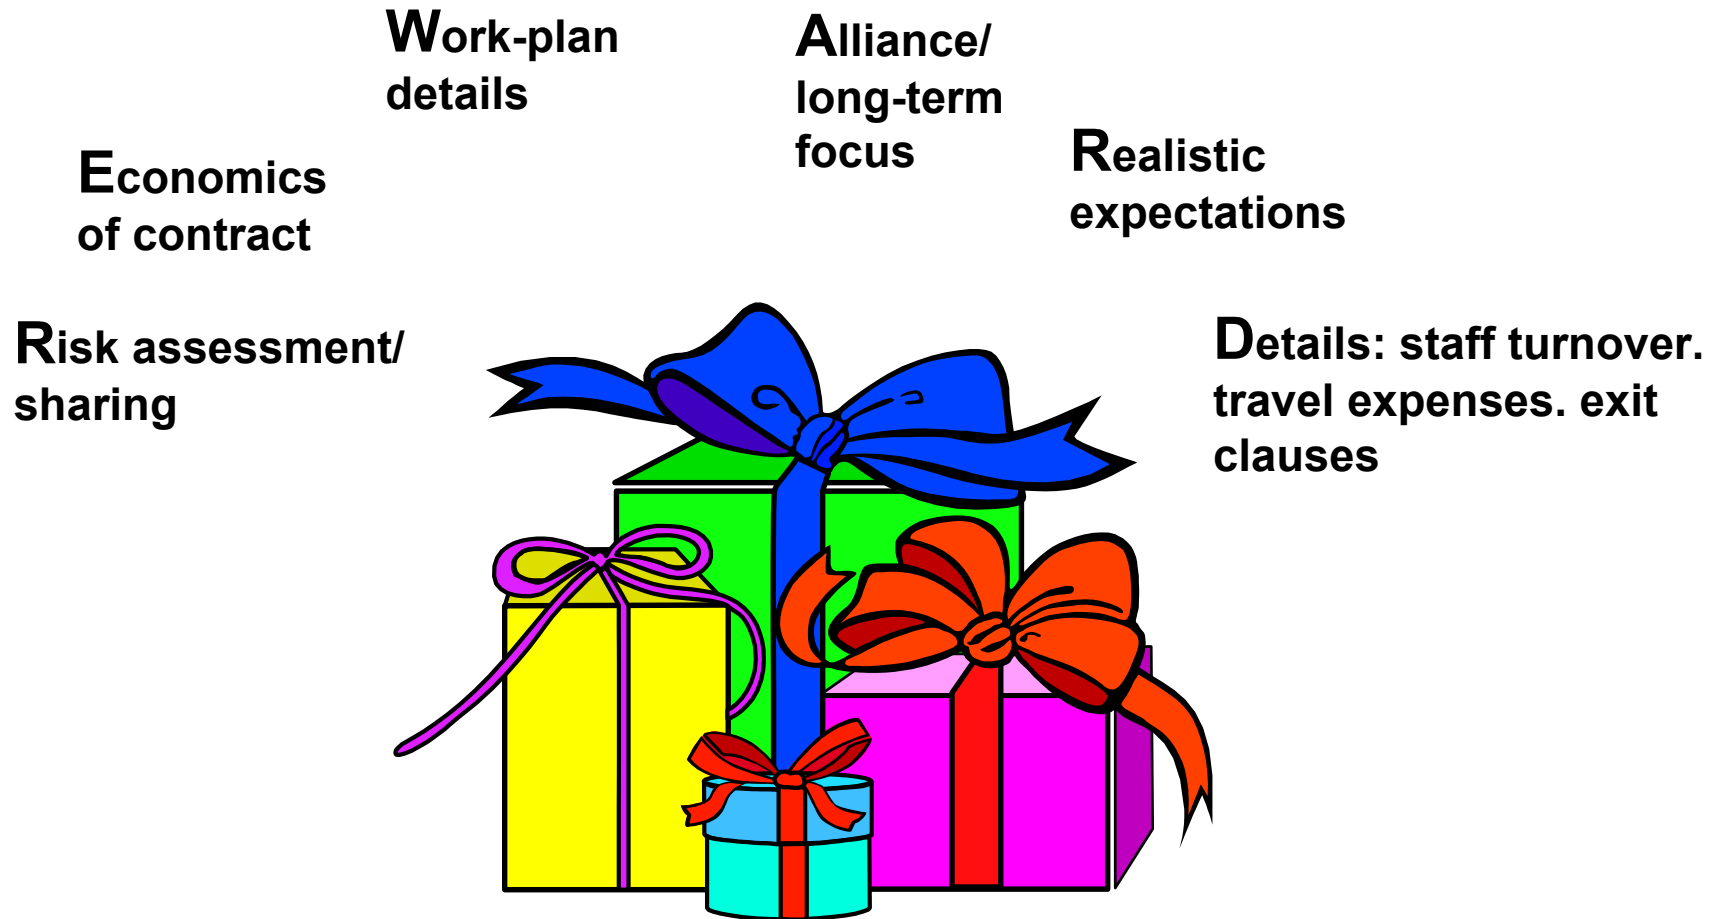 Risk assessment/
sharing
Economics
of contract
Work-plan
details
Alliance/
long-term
focus
Realistic
expectations
Details: staff turnover.
travel expenses. exit
clauses